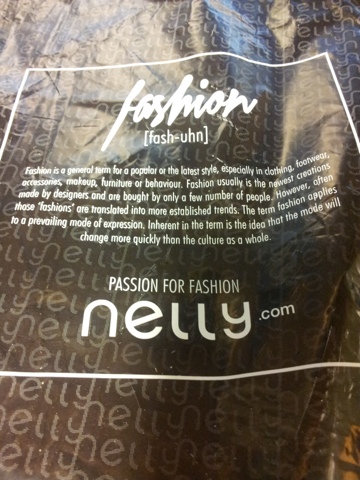 fashion
[fash-uhn]
Fashion is a general term for a popular or the latest style, especially in clothing, footwear,
accessories, makeup, furniture or behaviour. Fashion usually is the newest creations
made by designers and are bought by only a few number of people. However, often
those 'fashions' are translated into more established trends. The term fashion applies
to a prevailing mode of expression. Inherent in the term is the idea that the mode will
change more quickly than the culture as a whole.
PASSION FOR FASHION
nelly.com